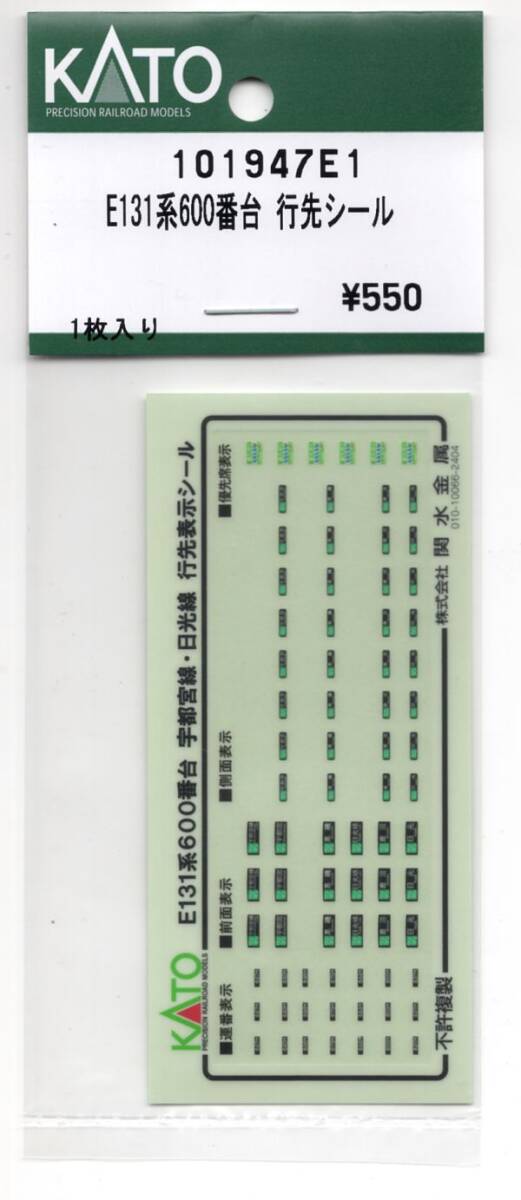 KATO
PRECISION RAILROAD MODELS
101947E1
E131系600番台 行先シール
¥550
1枚入り
KATO
PRECISION RAILROAD MODELS
E131系600番台 宇都宮線・日光線 行先表示シール
■運番表示
■前面表示
■側面表示
■優先席表示
不許複製
株式会社 関水金属
010-10066-2404